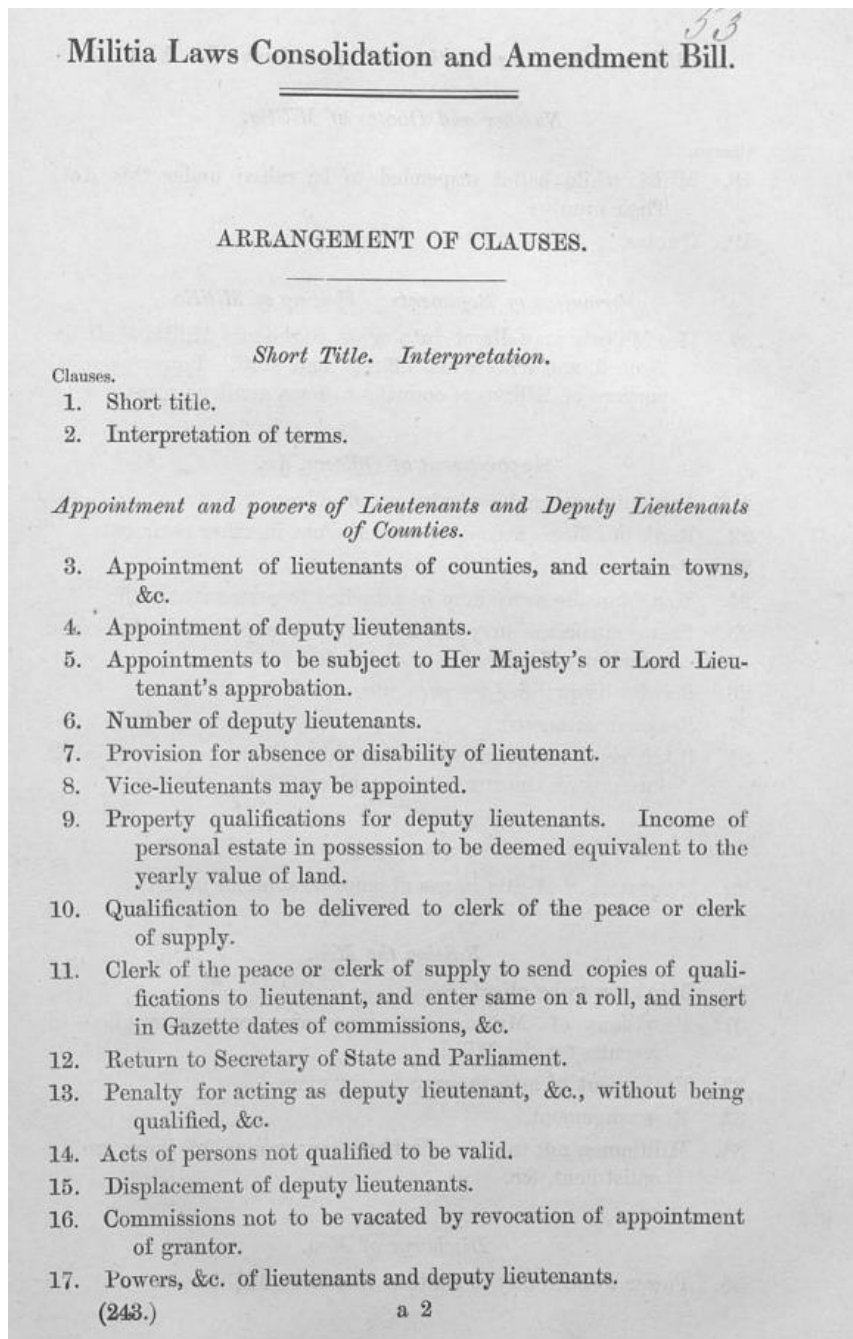 53
Militia Laws Consolidation and Amendment Bill.
ARRANGEMENT OF CLAUSES.
Short Title. Interpretation.
Clauses.
1. Short title.
2. Interpretation of terms.
Appointment and powers of Lieutenants and Deputy Lieutenants
of Counties.
3. Appointment of lieutenants of counties, and certain towns,
&c.
4. Appointment of deputy lieutenants.
5. Appointments to be subject to Her Majesty's or Lord Lieu-
tenant's approbation.
6. Number of deputy lieutenants.
7. Provision for absence or disability of lieutenant.
8. Vice-lieutenants may be appointed.
9. Property qualifications for deputy lieutenants. Income of
personal estate in possession to be deemed equivalent to the
yearly value of land.
10. Qualification to be delivered to clerk of the peace or clerk
of supply.
11. Clerk of the peace or clerk of supply to send copies of quali-
fications to lieutenant, and enter same on a roll, and insert
in Gazette dates of commissions, &c.
12. Return to Secretary of State and Parliament.
13. Penalty for acting as deputy lieutenant, &c., without being
qualified, &c.
14. Acts of persons not qualified to be valid.
15. Displacement of deputy lieutenants.
16. Commissions not to be vacated by revocation of appointment
of grantor.
17. Powers, &c. of lieutenants and deputy lieutenants.
(243.) a 2